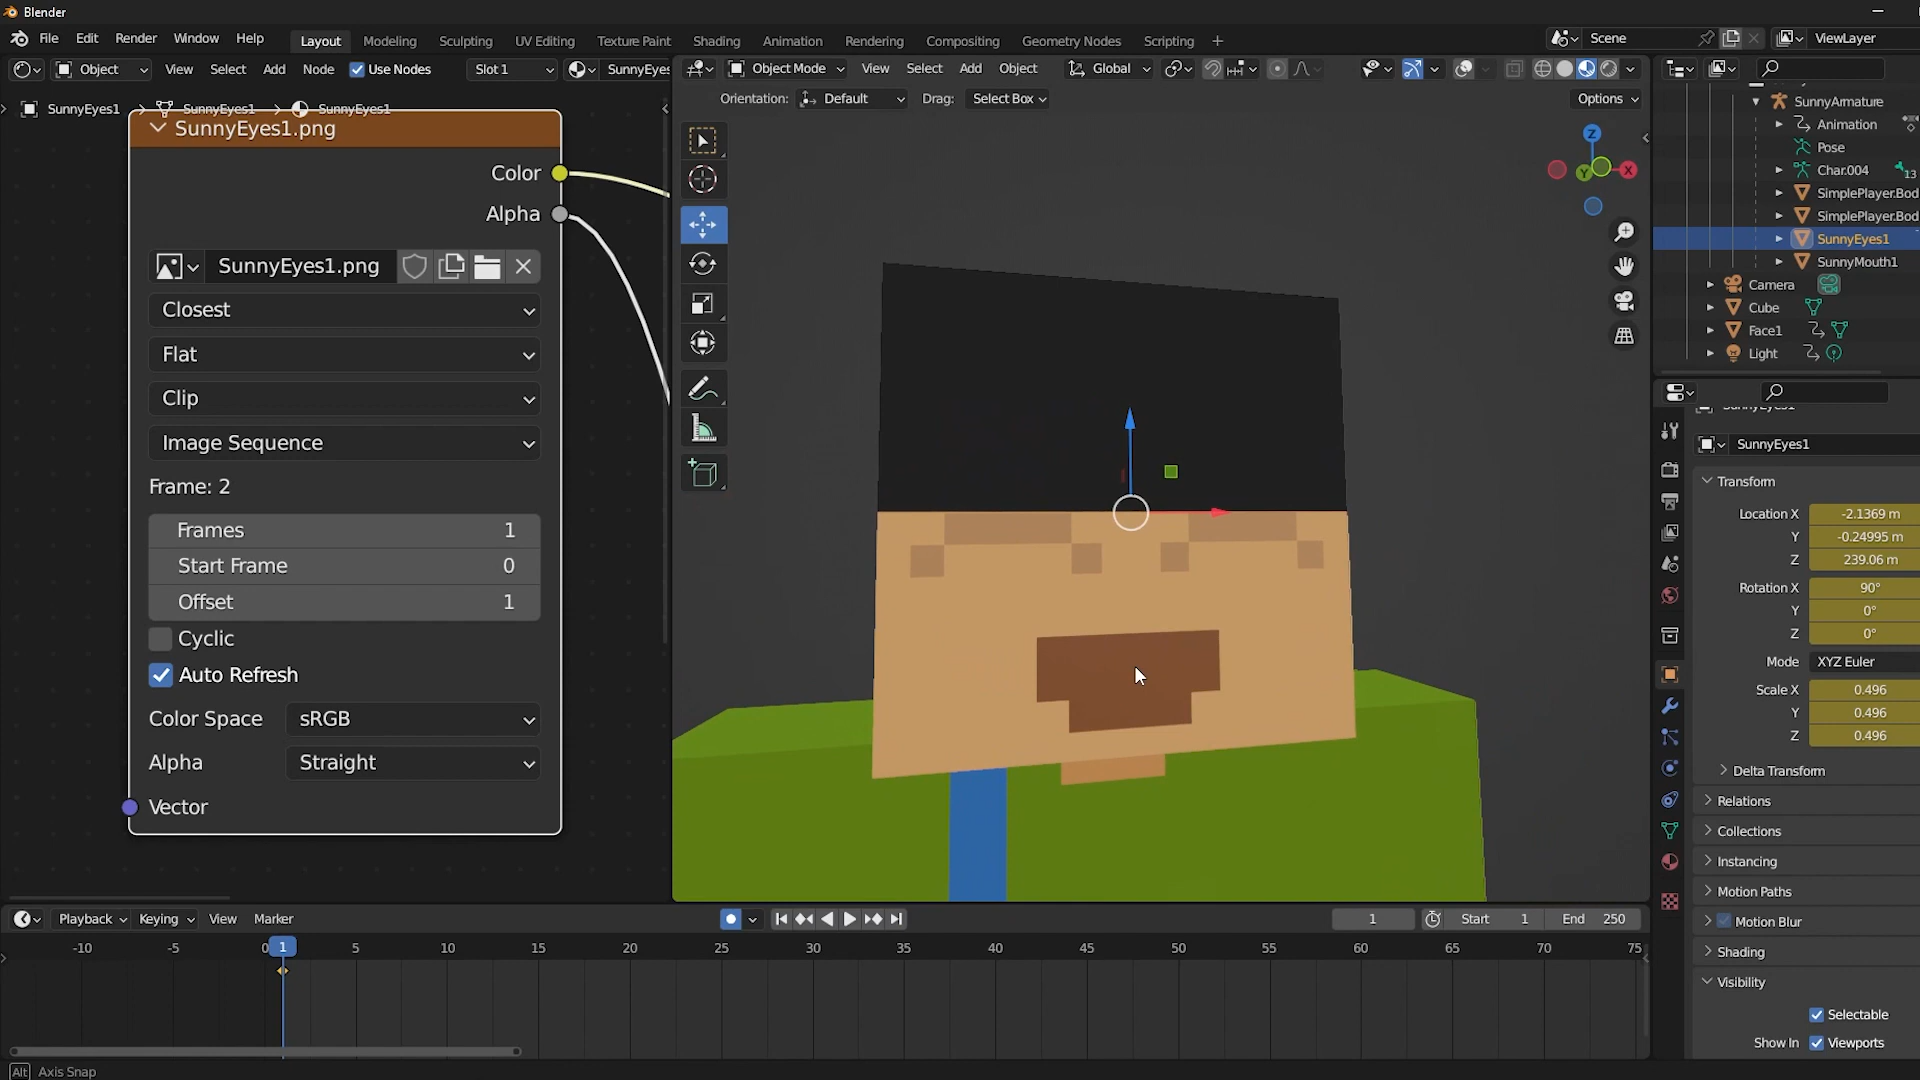 Blender
File Edit Render Window Help Layout Modeling Sculpting UV Editing Texture Paint Shading Animation Rendering Compositing Geometry Nodes Scripting + Scene ViewLayer
Object View Select Add Node Use Nodes Slot 1 SunnyEyes
Object Mode View Select Add Object Global
Orientation: Default Drag: Select Box Options
SunnyEyes1 SunnyEyes1 SunnyEyes1
SunnyEyes1.png
Color
Alpha
SunnyEyes1.png
Closest
Flat
Clip
Image Sequence
Frame: 2
Frames 1
Start Frame 0
Offset 1
Cyclic
Auto Refresh
Color Space sRGB
Alpha Straight
Vector
Z
Y X
SunnyArmature
Animation
Pose
Char.004 13
SimplePlayer.Bod
SimplePlayer.Bod
SunnyEyes1
SunnyMouth1
Camera
Cube
Face1
Light
SunnyEyes1
Transform
Location X -2.1369 m
Y -0.24995 m
Z 239.06 m
Rotation X 90°
Y 0°
Z 0°
Mode XYZ Euler
Scale X 0.496
Y 0.496
Z 0.496
Delta Transform
Relations
Collections
Instancing
Motion Paths
Motion Blur
Shading
Visibility
Selectable
Show In Viewports
Playback Keying View Marker 1 Start 1 End 250
-10 -5 0 1 5 10 15 20 25 30 35 40 45 50 55 60 65 70 75
Alt Axis Snap